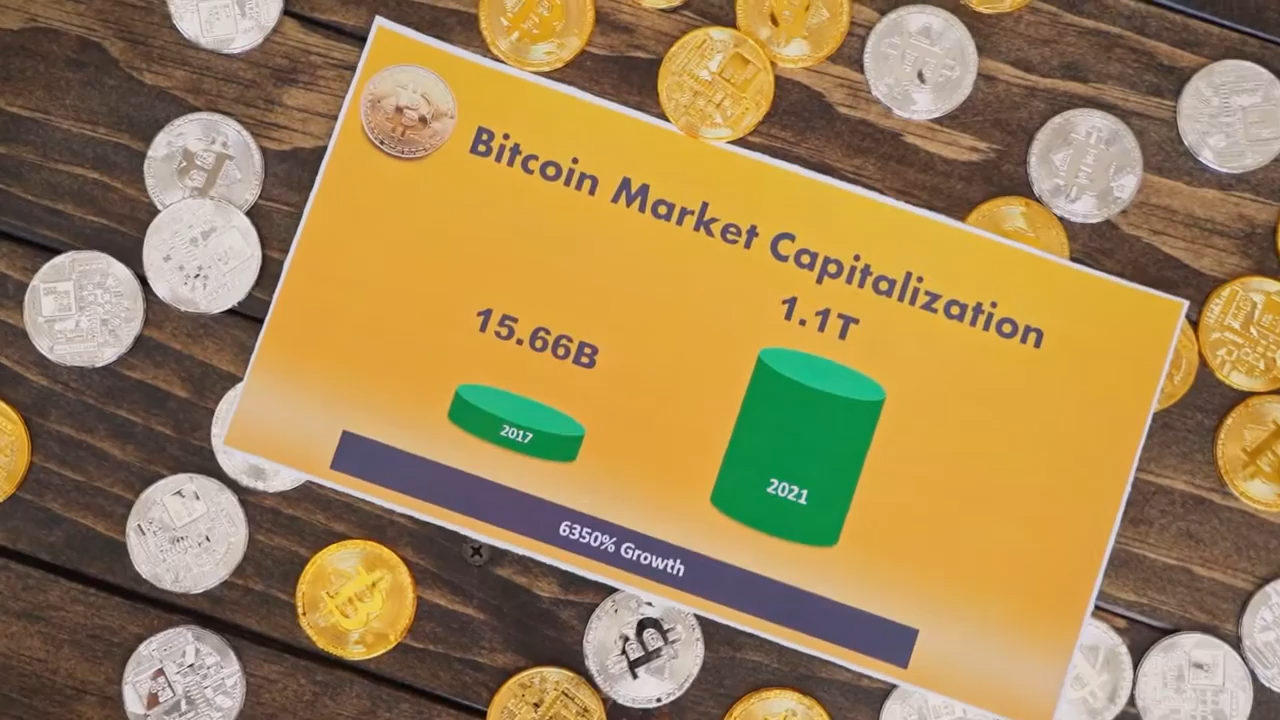 Bitcoin Market Capitalization
15.66B
1.1T
2017
2021
6350% Growth